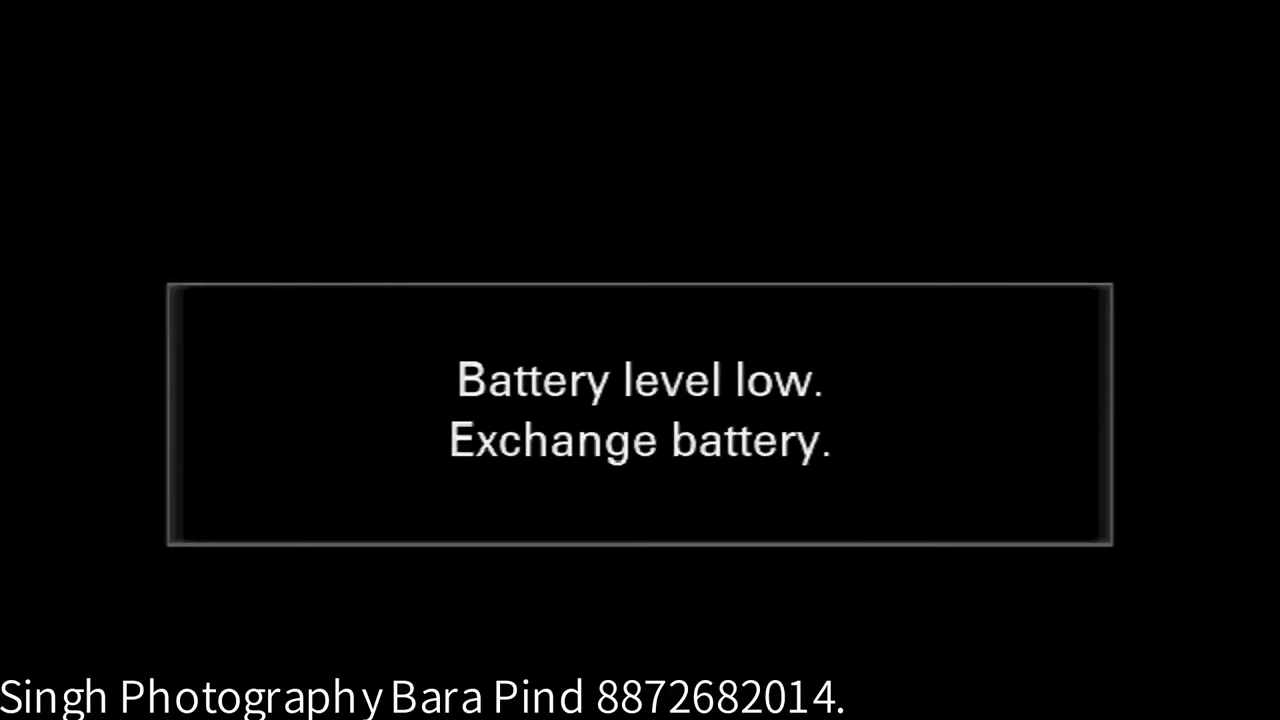 Battery level low.
Exchange battery.
Singh Photography Bara Pind 8872682014.